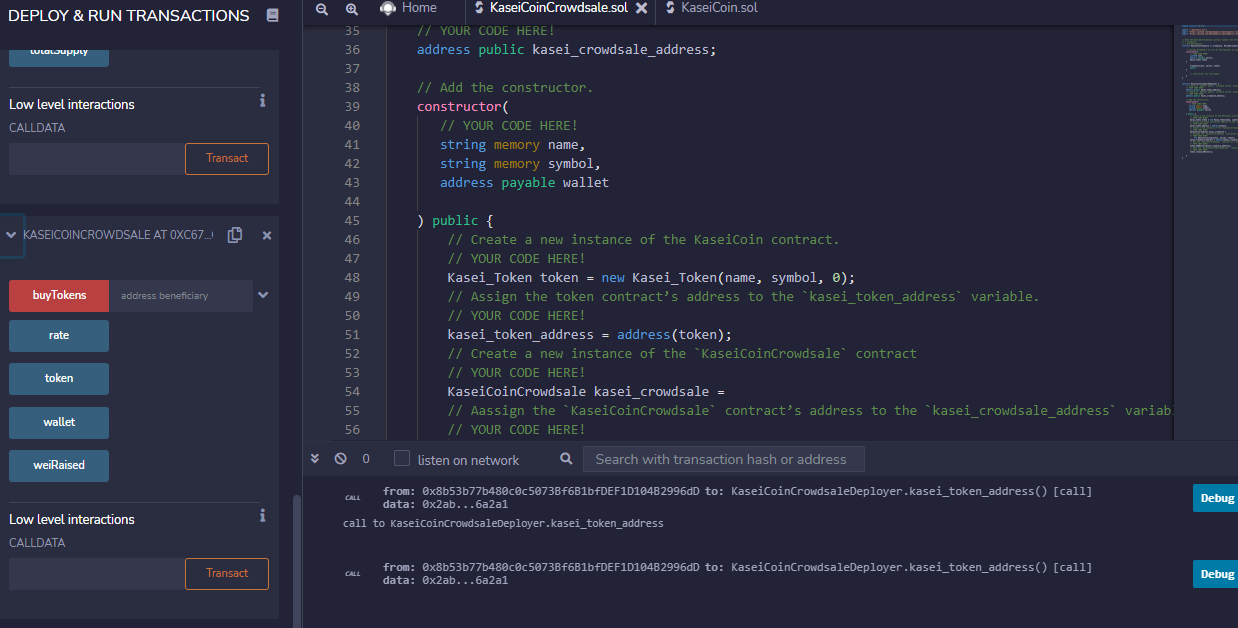 DEPLOY & RUN TRANSACTIONS
totalSupply
Low level interactions
CALLDATA
Transact
KASEICOINCROWDSALE AT 0XC67...
buyTokens address beneficiary
rate
token
wallet
weiRaised
Low level interactions
CALLDATA
Transact
Home KaseiCoinCrowdsale.sol KaseiCoin.sol
35 // YOUR CODE HERE!
36 address public kasei_crowdsale_address;
37
38 // Add the constructor.
39 constructor(
40 // YOUR CODE HERE!
41 string memory name,
42 string memory symbol,
43 address payable wallet
44
45 ) public {
46 // Create a new instance of the KaseiCoin contract.
47 // YOUR CODE HERE!
48 Kasei_Token token = new Kasei_Token(name, symbol, 0);
49 // Assign the token contract’s address to the `kasei_token_address` variable.
50 // YOUR CODE HERE!
51 kasei_token_address = address(token);
52 // Create a new instance of the `KaseiCoinCrowdsale` contract
53 // YOUR CODE HERE!
54 KaseiCoinCrowdsale kasei_crowdsale =
55 // Aassign the `KaseiCoinCrowdsale` contract’s address to the `kasei_crowdsale_address` variabl
56 // YOUR CODE HERE!
0 listen on network Search with transaction hash or address
CALL from: 0x8b53b77b480c0c5073Bf6B1bfDEF1D104B2996dD to: KaseiCoinCrowdsaleDeployer.kasei_token_address() [call]
data: 0x2ab...6a2a1
Debug
call to KaseiCoinCrowdsaleDeployer.kasei_token_address
CALL from: 0x8b53b77b480c0c5073Bf6B1bfDEF1D104B2996dD to: KaseiCoinCrowdsaleDeployer.kasei_token_address() [call]
data: 0x2ab...6a2a1
Debug